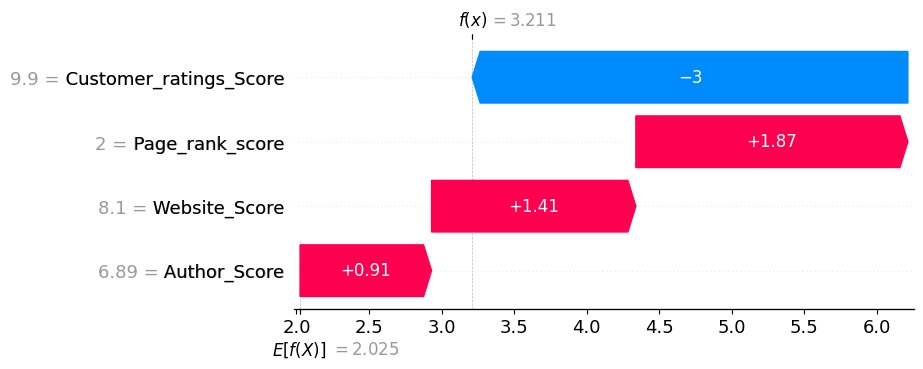 f(x) = 3.211
9.9 = Customer_ratings_Score
−3
2 = Page_rank_score
+1.87
8.1 = Website_Score
+1.41
6.89 = Author_Score
+0.91
2.0 2.5 3.0 3.5 4.0 4.5 5.0 5.5 6.0
E[f(X)] = 2.025